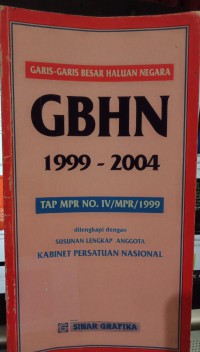 GARIS-GARIS BESAR HALUAN NEGARA
GBHN
1999 - 2004
TAP MPR NO. IV/MPR/1999
dilengkapi dengan
SUSUNAN LENGKAP ANGGOTA
KABINET PERSATUAN NASIONAL
SINAR GRAFIKA